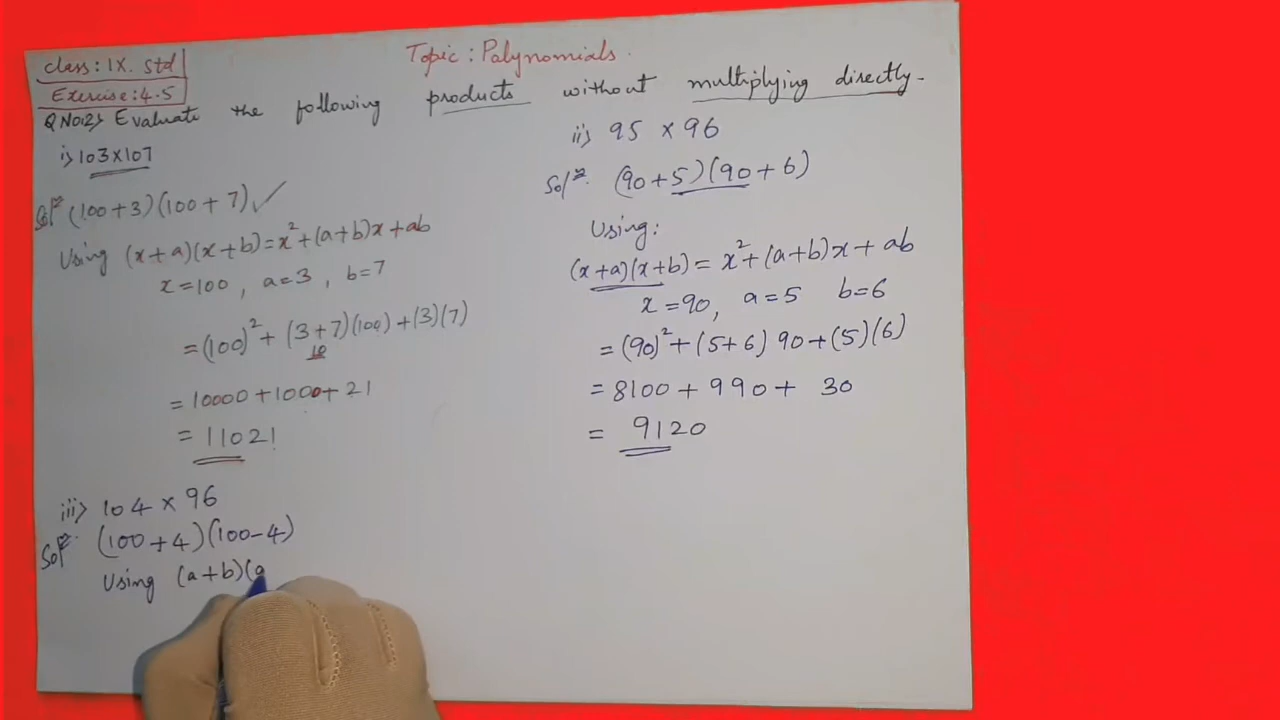 Class: IX. Std
Topic: Palynomials.
Exercise: 4.5
Q No:2) Evaluate the following products without multiplying directly.
i) 103×107
Sol. (100+3)(100+7) ✓
Using (x+a)(x+b)=x²+(a+b)x+ab
x=100, a=3, b=7
=(100)²+(3+7)(100)+(3)(7)
10
=10000+1000+21
=11021
ii) 95×96
Sol. (90+5)(90+6)
Using:
(x+a)(x+b)=x²+(a+b)x+ab
x=90, a=5 b=6
=(90)²+(5+6) 90+(5)(6)
=8100+990+ 30
= 9120
iii) 104×96
Sol. (100+4)(100-4)
Using (a+b)(a